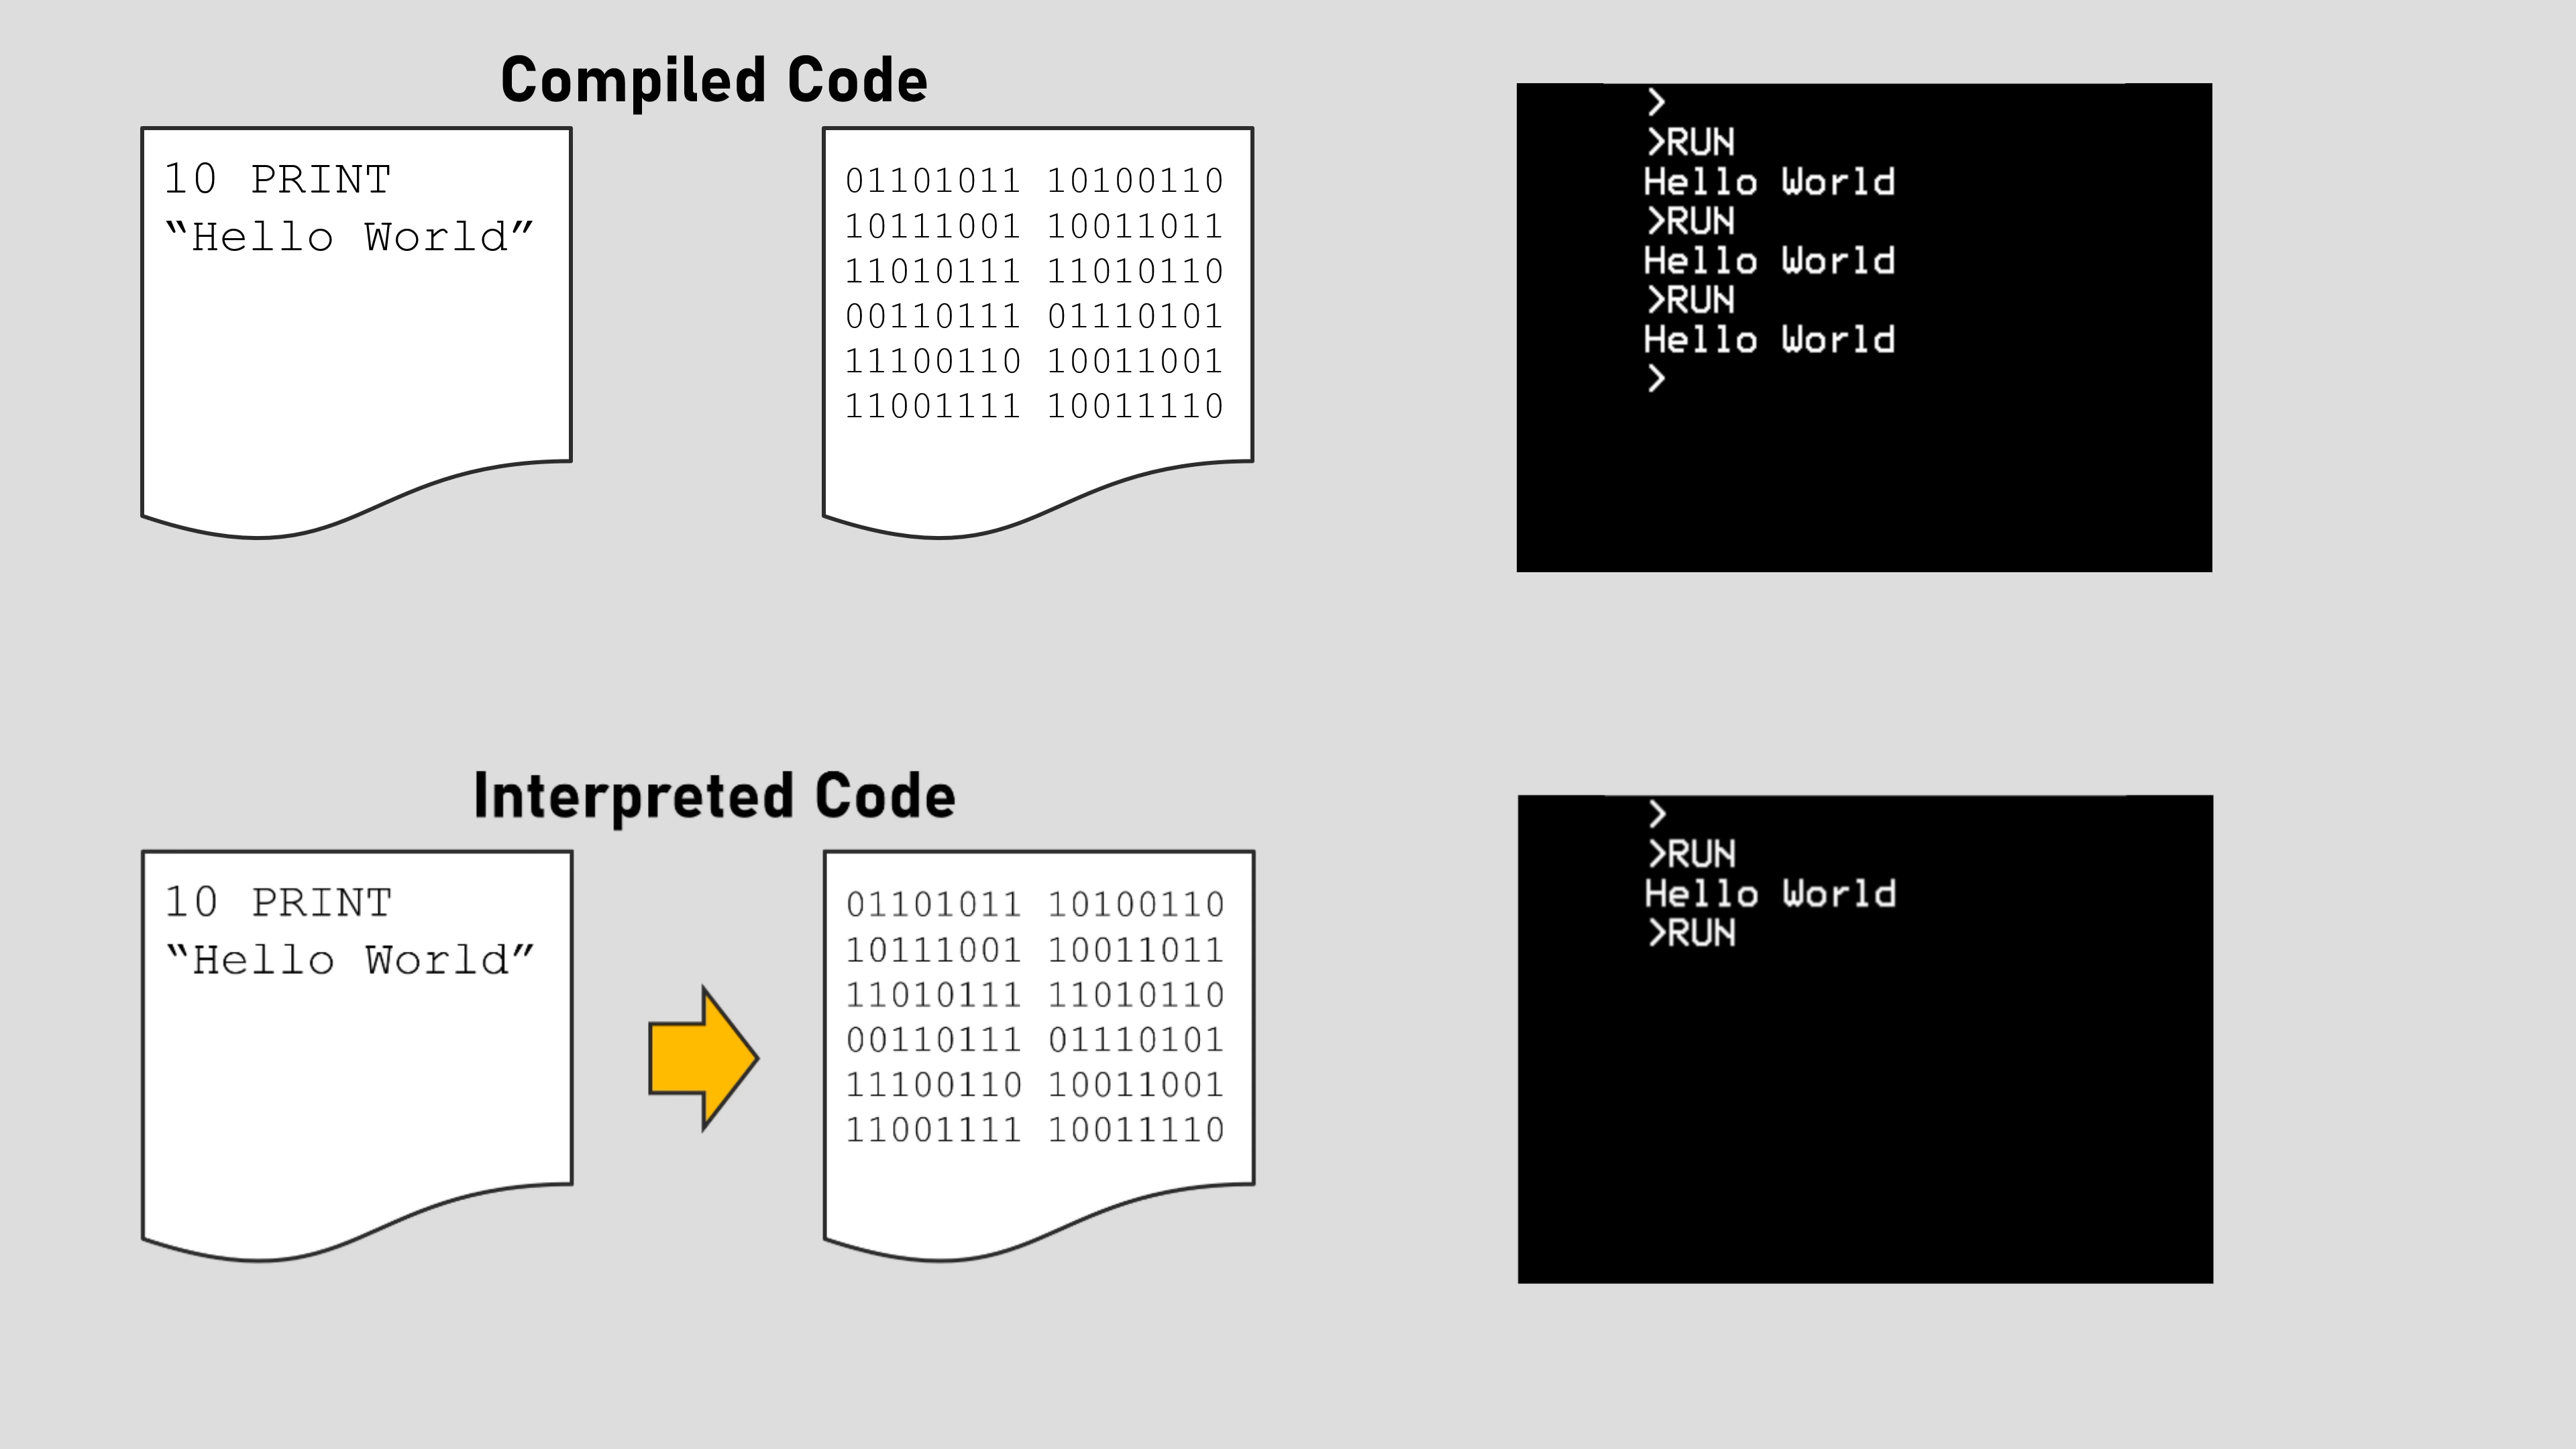 Compiled Code
10 PRINT
“Hello World”
01101011 10100110
10111001 10011011
11010111 11010110
00110111 01110101
11100110 10011001
11001111 10011110
>
>RUN
Hello World
>RUN
Hello World
>RUN
Hello World
>
Interpreted Code
10 PRINT
“Hello World”
01101011 10100110
10111001 10011011
11010111 11010110
00110111 01110101
11100110 10011001
11001111 10011110
>
>RUN
Hello World
>RUN